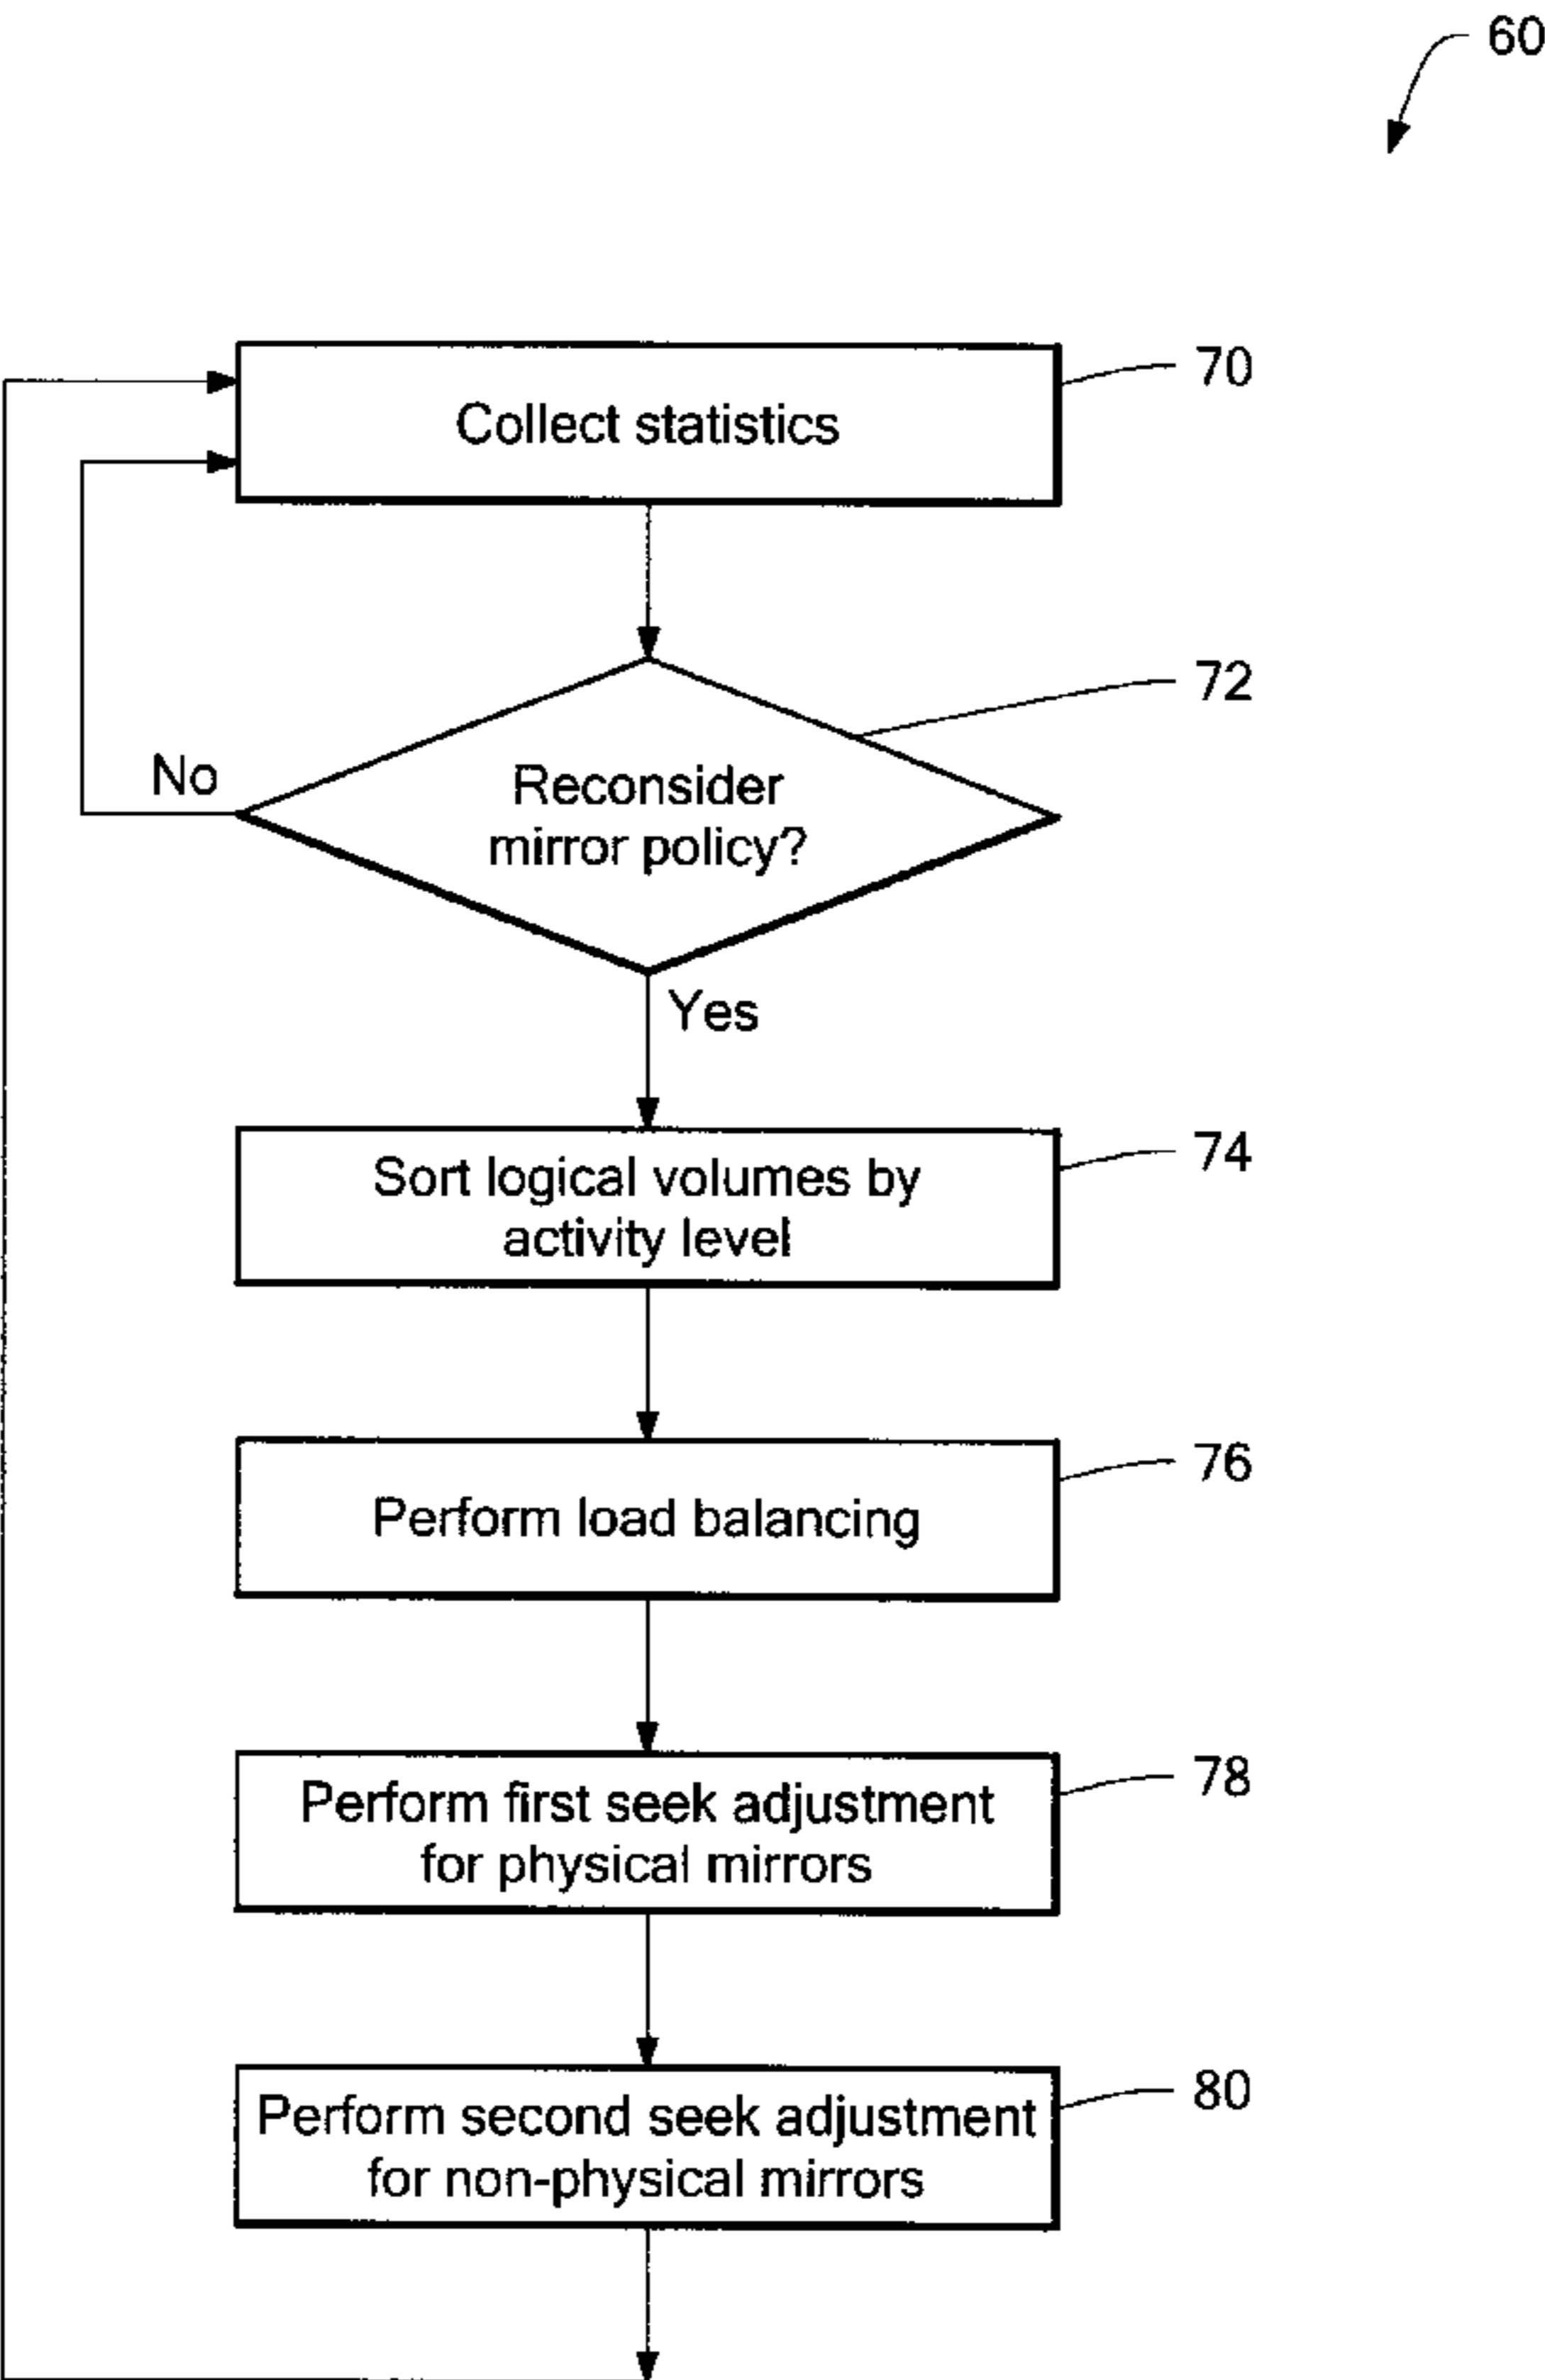 60
70
Collect statistics
72
No
Reconsider
mirror policy?
Yes
74
Sort logical volumes by
activity level
76
Perform load balancing
78
Perform first seek adjustment
for physical mirrors
80
Perform second seek adjustment
for non-physical mirrors